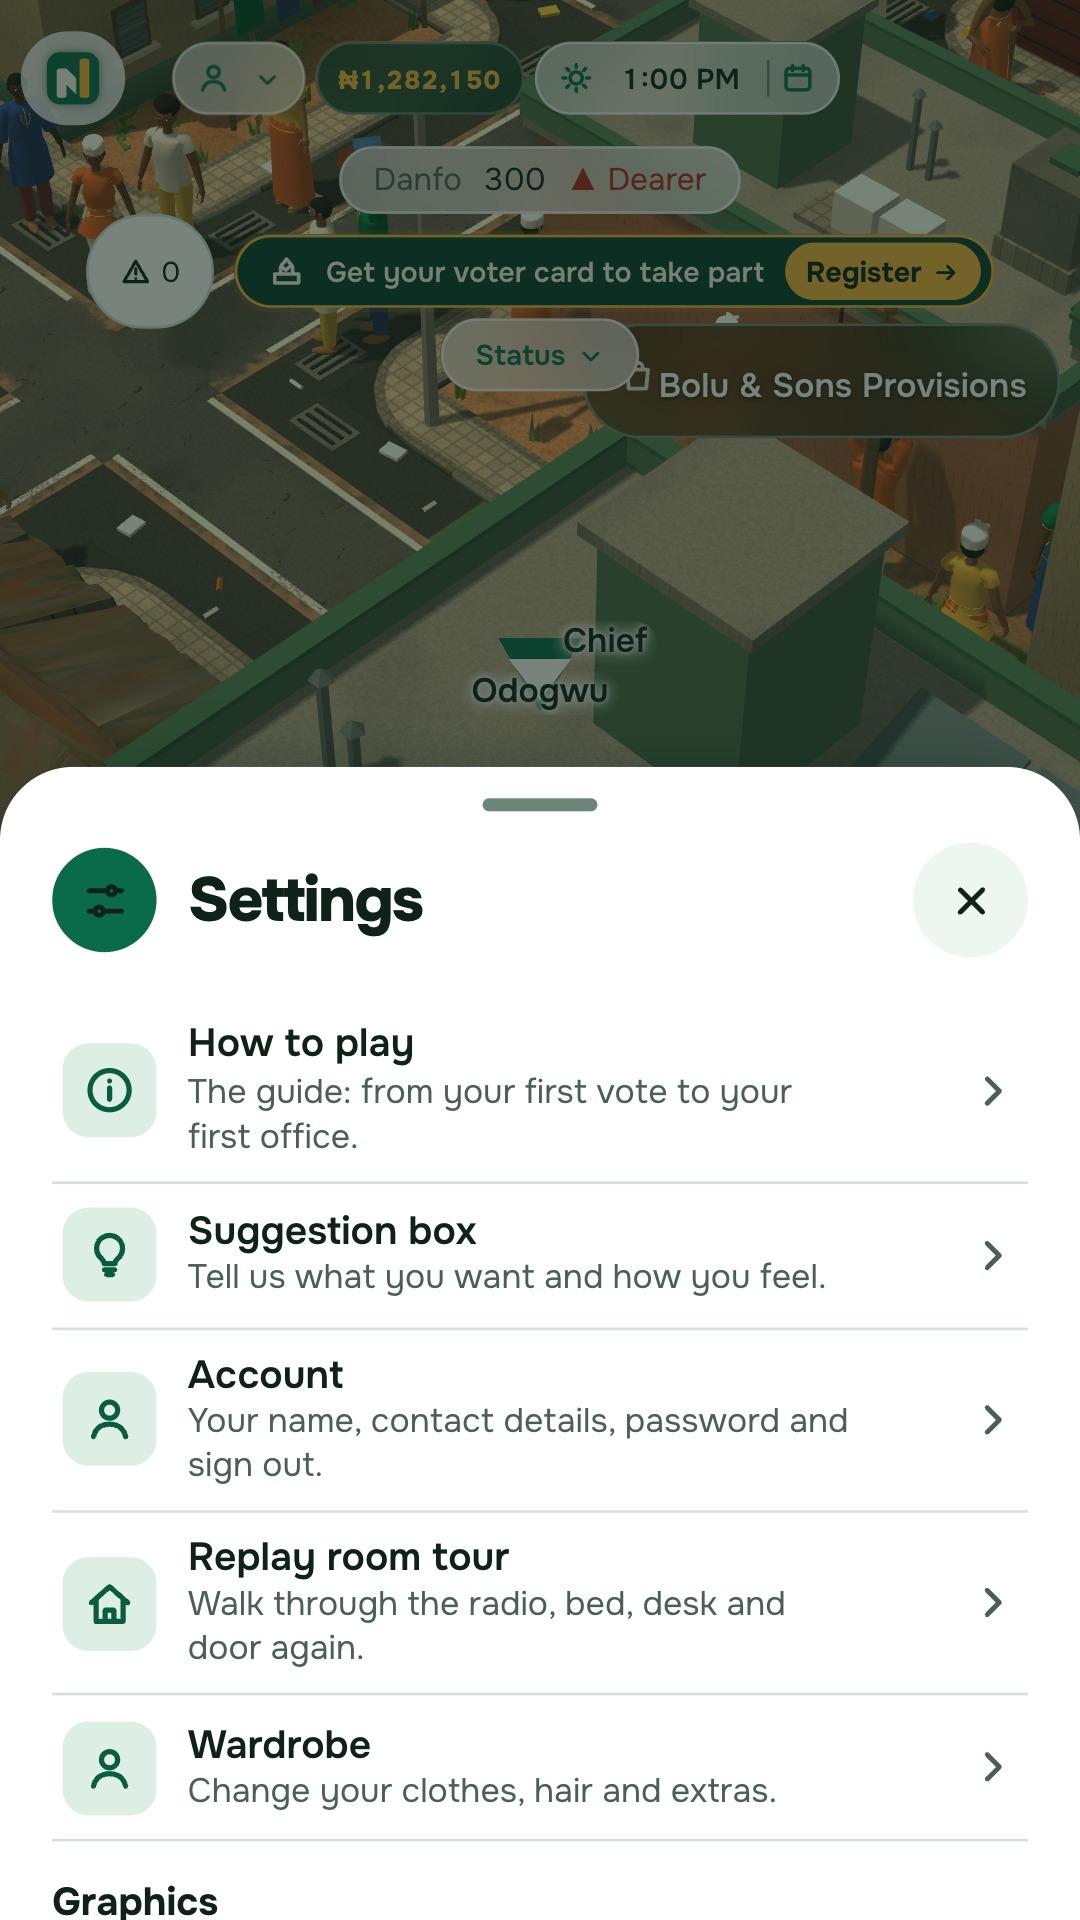 ₦1,282,150
1:00 PM
Danfo 300 ▲ Dearer
0
Get your voter card to take part
Register →
Status
Bolu & Sons Provisions
Chief
Odogwu
Settings
How to play
The guide: from your first vote to your
first office.
Suggestion box
Tell us what you want and how you feel.
Account
Your name, contact details, password and
sign out.
Replay room tour
Walk through the radio, bed, desk and
door again.
Wardrobe
Change your clothes, hair and extras.
Graphics